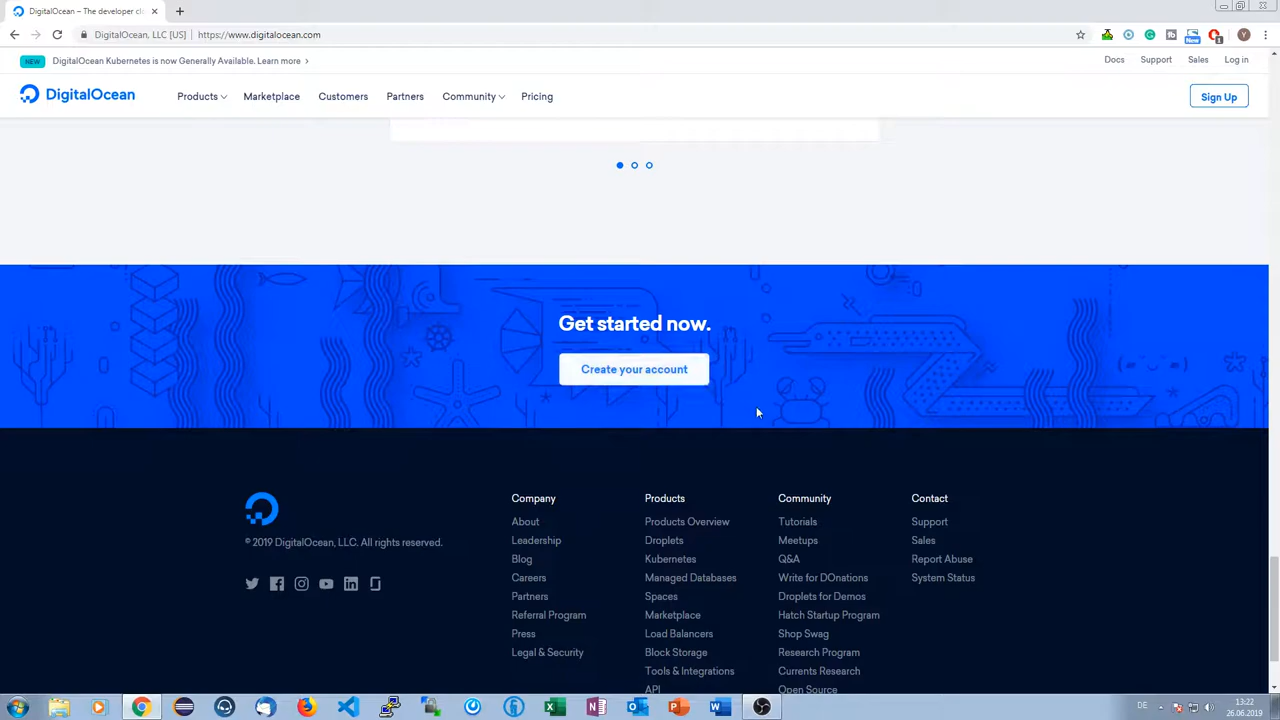 DigitalOcean – The developer cl
DigitalOcean, LLC [US] | https://www.digitalocean.com
New
1
Y
NEW DigitalOcean Kubernetes is now Generally Available. Learn more
Docs Support Sales Log in
DigitalOcean Products Marketplace Customers Partners Community Pricing Sign Up
Get started now.
Create your account
© 2019 DigitalOcean, LLC. All rights reserved.
Company
About
Leadership
Blog
Careers
Partners
Referral Program
Press
Legal & Security
Products
Products Overview
Droplets
Kubernetes
Managed Databases
Spaces
Marketplace
Load Balancers
Block Storage
Tools & Integrations
API
Community
Tutorials
Meetups
Q&A
Write for DOnations
Droplets for Demos
Hatch Startup Program
Shop Swag
Research Program
Currents Research
Open Source
Contact
Support
Sales
Report Abuse
System Status
DE
13:22
26.06.2019